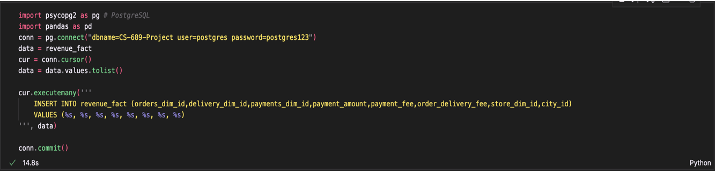 import psycopg2 as pg # PostgreSQL
import pandas as pd
conn = pg.connect("dbname=CS-689-Project user=postgres password=postgres123")
data = revenue_fact
cur = conn.cursor()
data = data.values.tolist()
cur.executemany('''
INSERT INTO revenue_fact (orders_dim_id,delivery_dim_id,payments_dim_id,payment_amount,payment_fee,order_delivery_fee,store_dim_id,city_id)
VALUES (%s, %s, %s, %s, %s, %s, %s, %s)
''', data)
conn.commit()
14.8s
Python